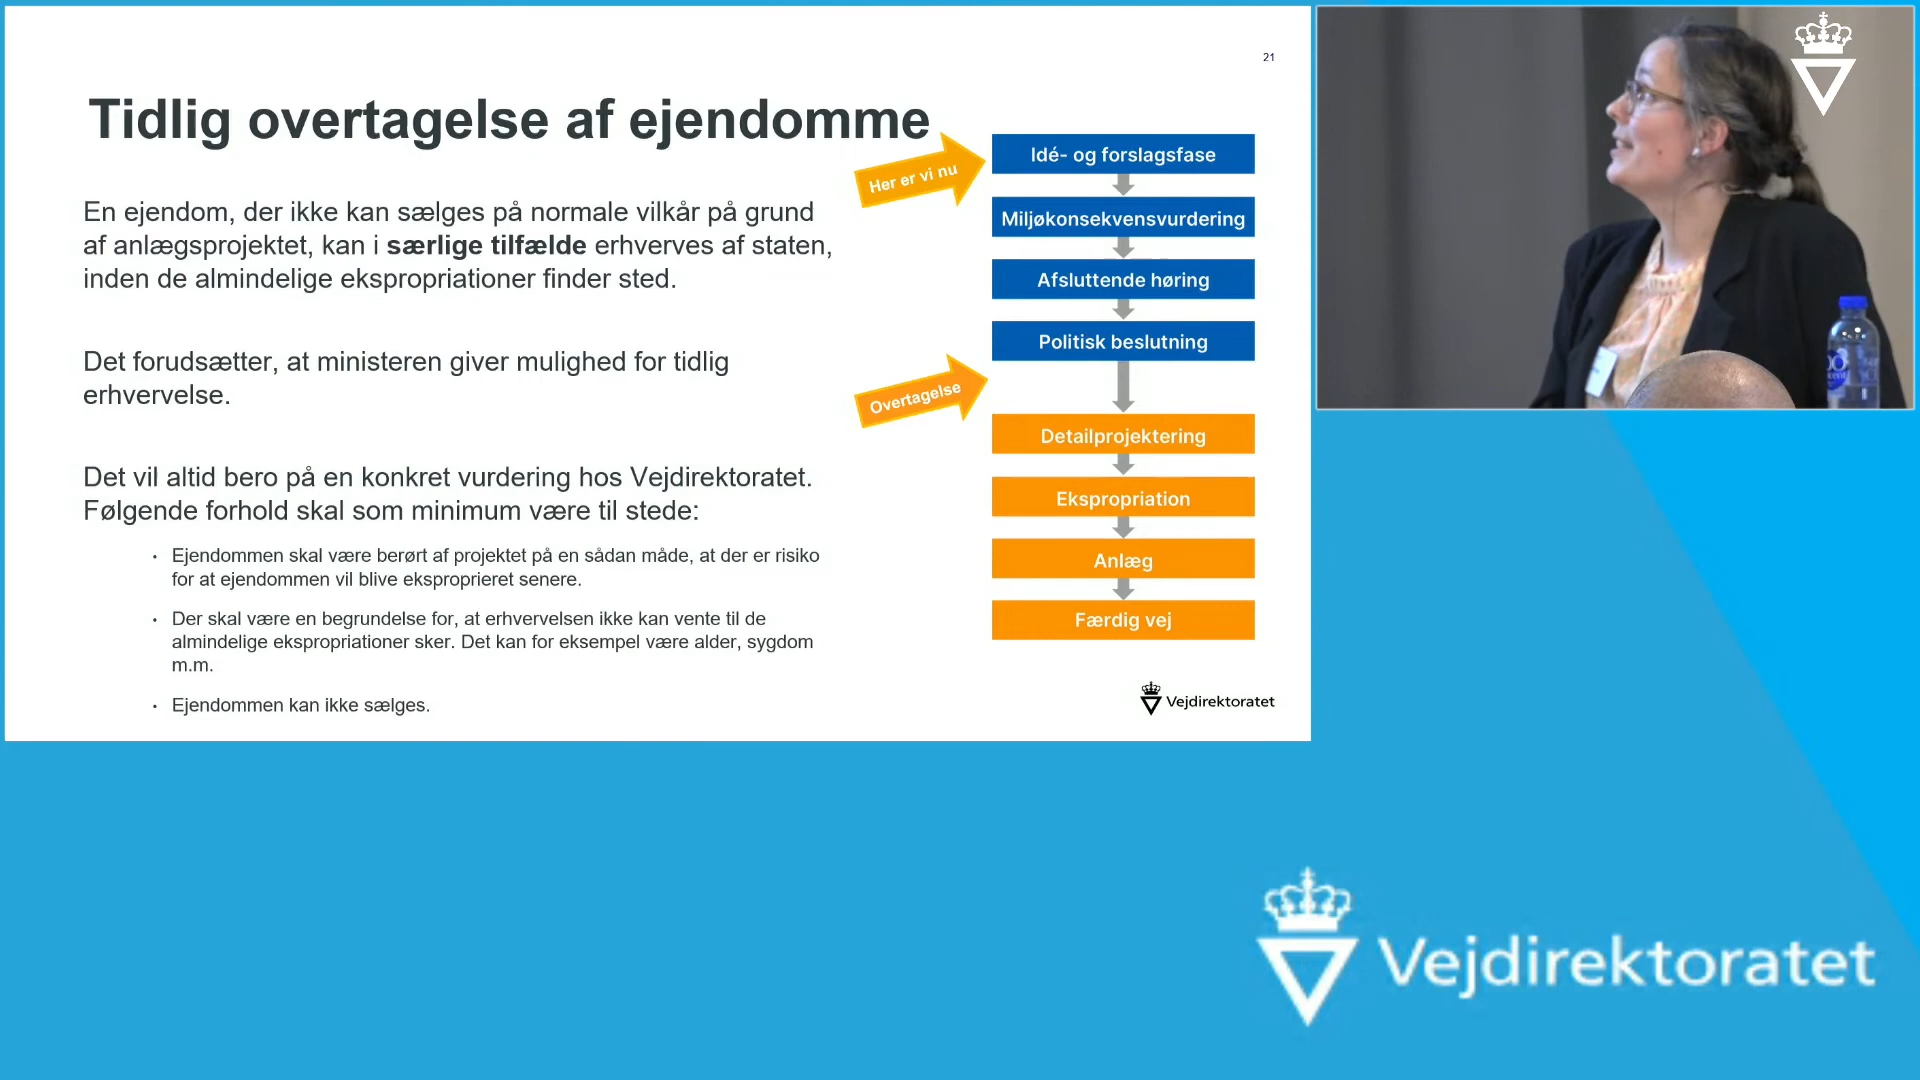 21
Tidlig overtagelse af ejendomme
En ejendom, der ikke kan sælges på normale vilkår på grund
af anlægsprojektet, kan i særlige tilfælde erhverves af staten,
inden de almindelige ekspropriationer finder sted.
Det forudsætter, at ministeren giver mulighed for tidlig
erhvervelse.
Det vil altid bero på en konkret vurdering hos Vejdirektoratet.
Følgende forhold skal som minimum være til stede:
• Ejendommen skal være berørt af projektet på en sådan måde, at der er risiko
for at ejendommen vil blive eksproprieret senere.
• Der skal være en begrundelse for, at erhvervelsen ikke kan vente til de
almindelige ekspropriationer sker. Det kan for eksempel være alder, sygdom
m.m.
• Ejendommen kan ikke sælges.
Her er vi nu
Overtagelse
Idé- og forslagsfase
Miljøkonsekvensvurdering
Afsluttende høring
Politisk beslutning
Detailprojektering
Ekspropriation
Anlæg
Færdig vej
Vejdirektoratet
Vejdirektoratet